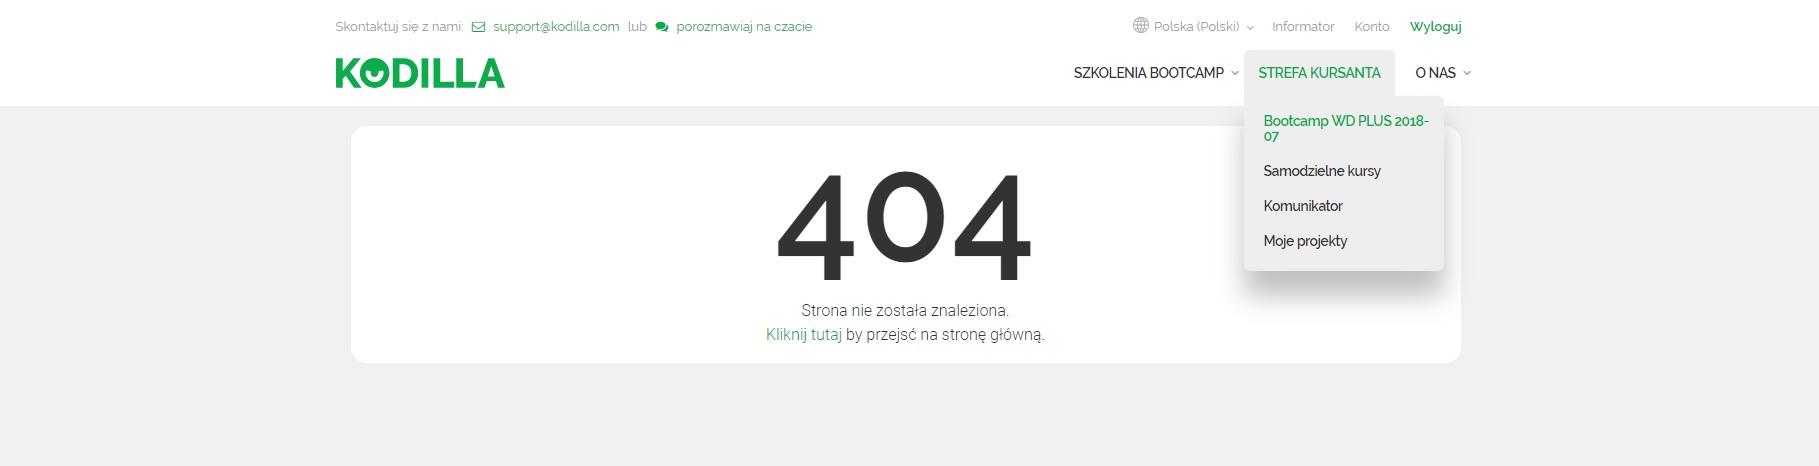 Skontaktuj się z nami: support@kodilla.com lub porozmawiaj na czacie
Polska (Polski) Informator Konto Wyloguj
KODILLA
SZKOLENIA BOOTCAMP STREFA KURSANTA O NAS
Bootcamp WD PLUS 2018-
07
Samodzielne kursy
Komunikator
Moje projekty
404
Strona nie została znaleziona.
Kliknij tutaj by przejsć na stronę główną.